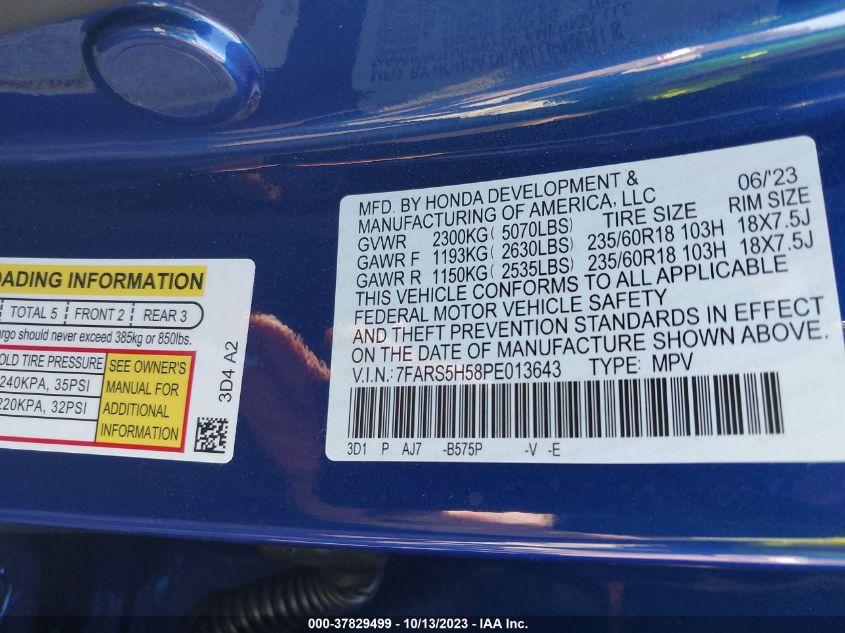 OADING INFORMATION
TOTAL 5 FRONT 2 REAR 3
argo should never exceed 385kg or 850lbs.
OLD TIRE PRESSURE
240KPA, 35PSI
220KPA, 32PSI
SEE OWNER'S
MANUAL FOR
ADDITIONAL
INFORMATION
3D4 A2
MFD. BY HONDA DEVELOPMENT & 06/'23
MANUFACTURING OF AMERICA, LLC
TIRE SIZE RIM SIZE
GVWR 2300KG( 5070LBS)
GAWR F 1193KG( 2630LBS) 235/60R18 103H 18X7.5J
GAWR R 1150KG( 2535LBS) 235/60R18 103H 18X7.5J
THIS VEHICLE CONFORMS TO ALL APPLICABLE
FEDERAL MOTOR VEHICLE SAFETY
AND THEFT PREVENTION STANDARDS IN EFFECT
ON THE DATE OF MANUFACTURE SHOWN ABOVE.
V.I.N.: 7FARS5H58PE013643 TYPE: MPV
3D1 P AJ7 -B575P -V -E
000-37829499 - 10/13/2023 - IAA Inc.